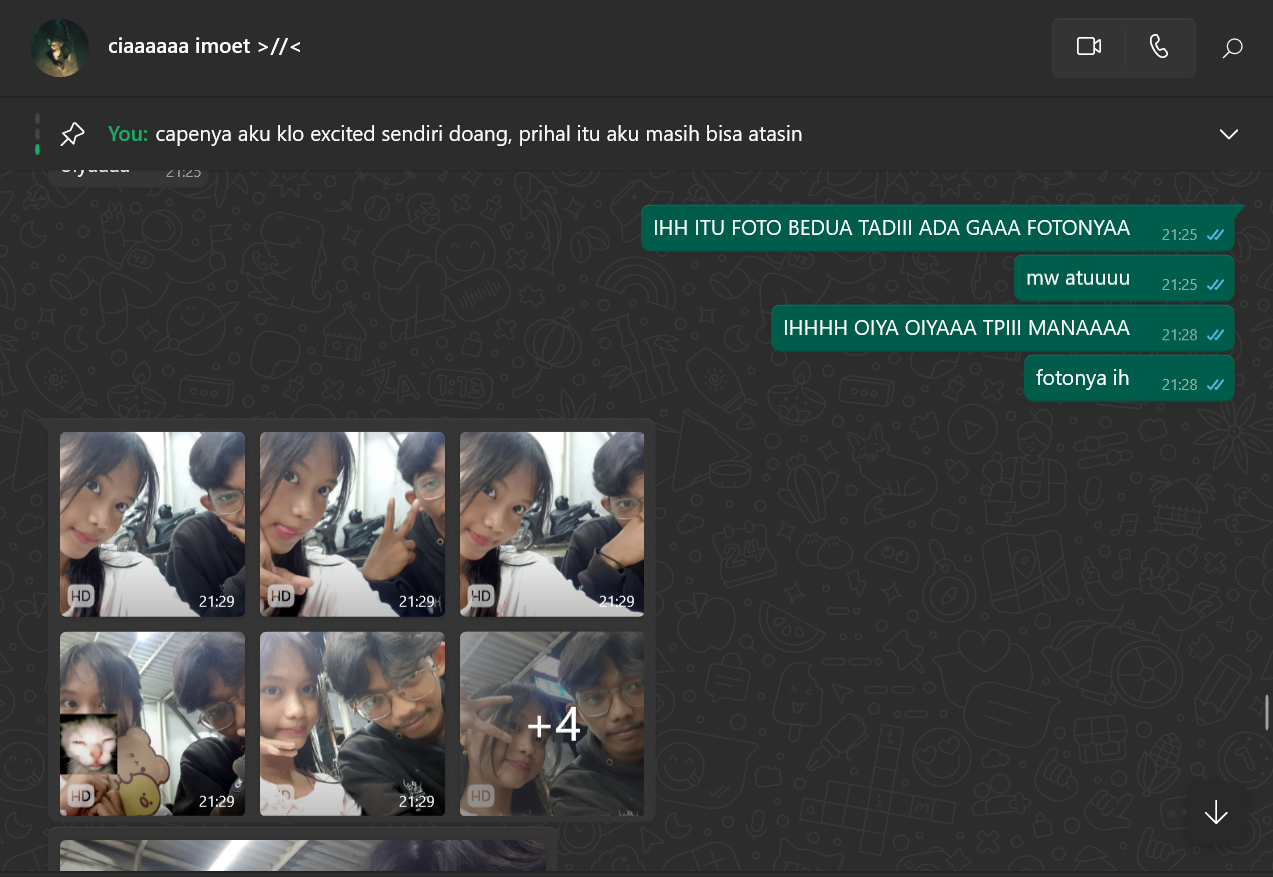 ciaaaaaa imoet >//<
You: capenya aku klo excited sendiri doang, prihal itu aku masih bisa atasin
21:25
IHH ITU FOTO BEDUA TADIII ADA GAAA FOTONYAA 21:25
mw atuuuu 21:25
IHHHH OIYA OIYAAA TPIII MANAAAA 21:28
fotonya ih 21:28
HD 21:29 HD 21:29 HD 21:29
HD 21:29 21:29 HD +4